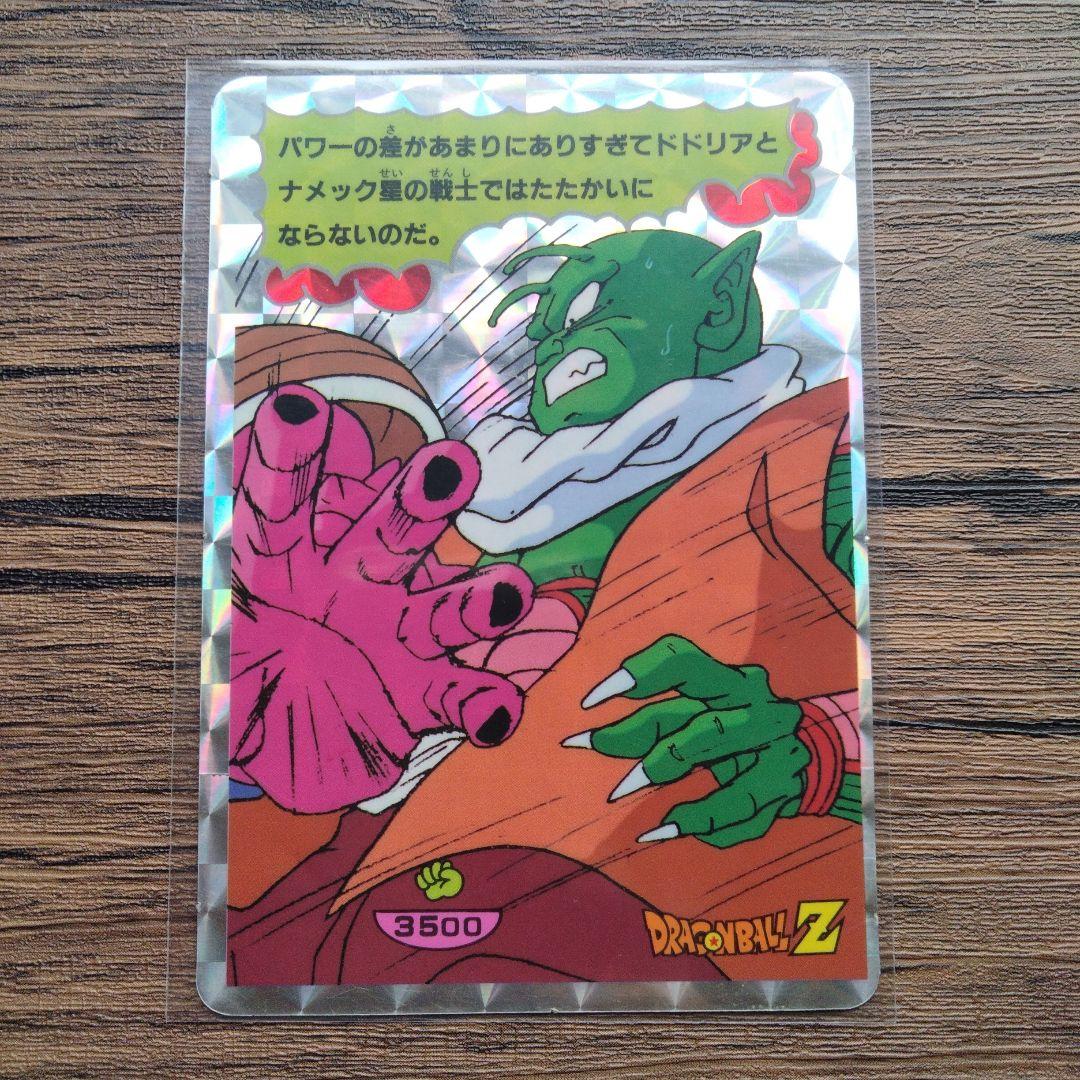 パワーの差があまりにありすぎてドドリアと
ナメック星の戦士ではたたかいに
ならないのだ。
3500
DRAGONBALL Z